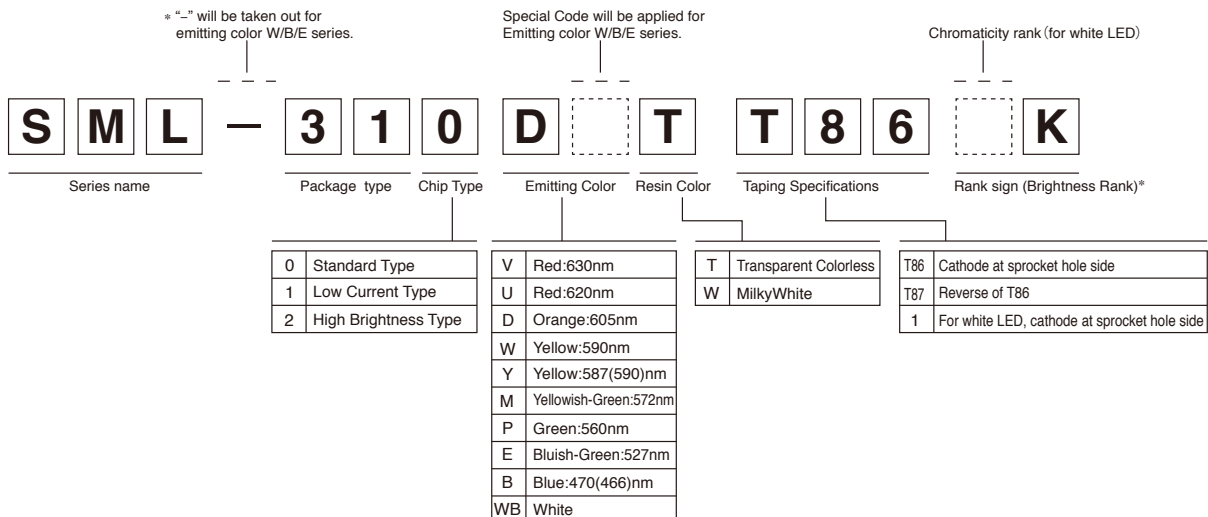 * “–” will be taken out for
emitting color W/B/E series.
Special Code will be applied for
Emitting color W/B/E series.
Chromaticity rank (for white LED)
S M L – 3 1 0 D T T 8 6 K
Series name Package type Chip Type Emitting Color Resin Color Taping Specifications Rank sign (Brightness Rank)*
0 Standard Type
1 Low Current Type
2 High Brightness Type
V Red:630nm
U Red:620nm
D Orange:605nm
W Yellow:590nm
Y Yellow:587(590)nm
M Yellowish-Green:572nm
P Green:560nm
E Bluish-Green:527nm
B Blue:470(466)nm
WB White
T Transparent Colorless
W MilkyWhite
T86 Cathode at sprocket hole side
T87 Reverse of T86
1 For white LED, cathode at sprocket hole side